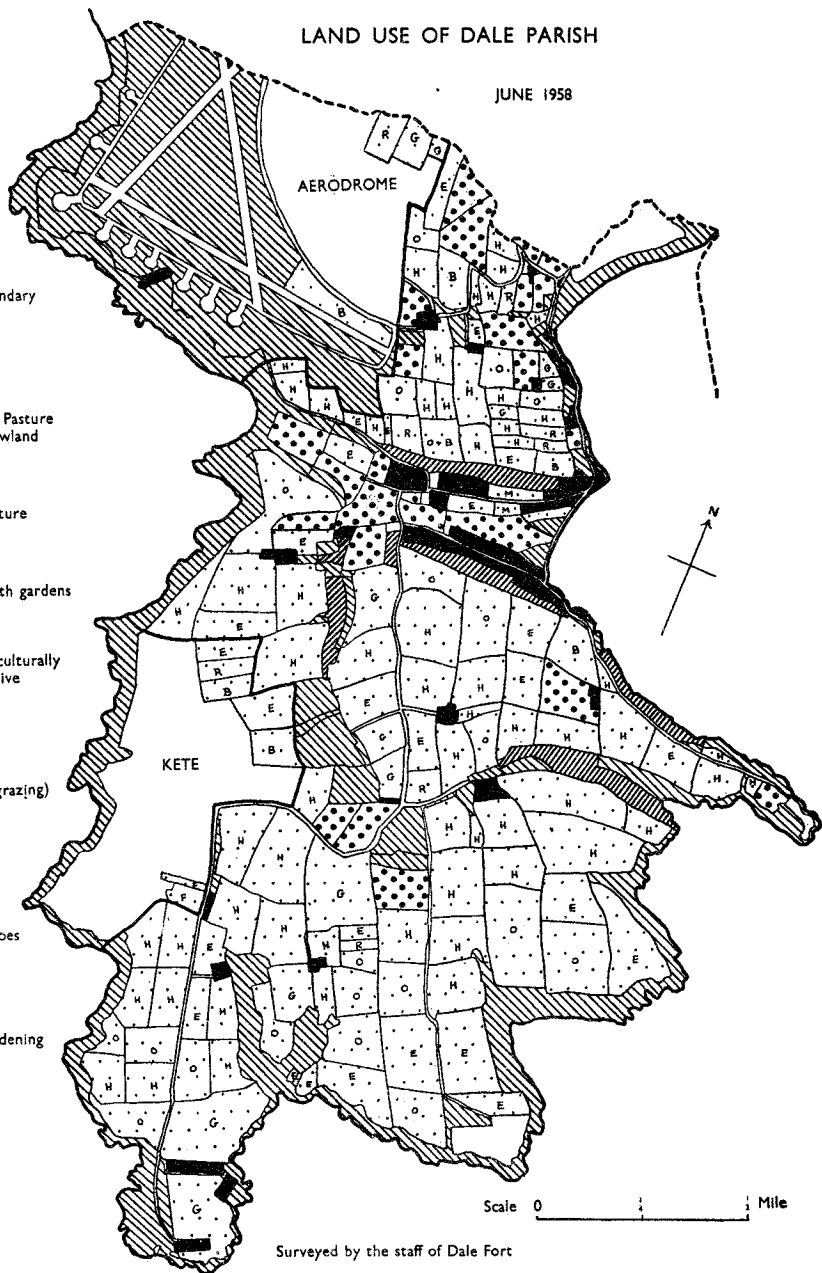 LAND USE OF DALE PARISH
JUNE 1958
R G G
AERODROME
E
O H
H B H
H H R
B
E H
H H O G
H H G
H O H H H G
G H R
H H E H R H R
O+B H E B
E
O M
E M
E
H H G O
H H O E
E H B
E H H
R E H E H
B
E H
KETE
B G E H O H H E H
G R H
H H
ndary
Pasture
wland
ture
th gardens
culturally
ive
grazing)
oes
dening
H H H H H
F G
H H E H H H E
R O
H H H O O E
H H E H G H O O H
O O H E E
H H H E O E
O G
G
N
Scale 0 Mile
Surveyed by the staff of Dale Fort